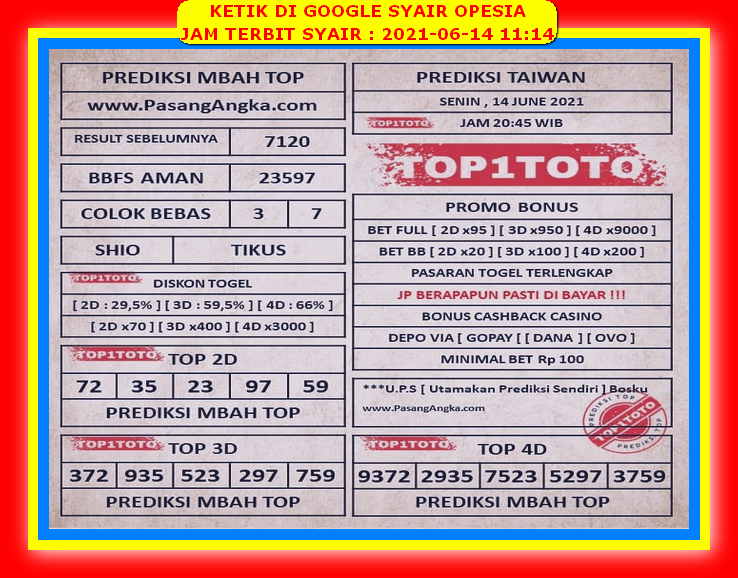 KETIK DI GOOGLE SYAIR OPESIA
JAM TERBIT SYAIR : 2021-06-14 11:14
PREDIKSI MBAH TOP
www.PasangAngka.com
RESULT SEBELUMNYA 7120
BBFS AMAN 23597
COLOK BEBAS 3 7
SHIO TIKUS
TOP1TOTO DISKON TOGEL
[ 2D : 29,5% ] [ 3D : 59,5% ] [ 4D : 66% ]
[ 2D x70 ] [ 3D x400 ] [ 4D x3000 ]
TOP1TOTO TOP 2D
72 35 23 97 59
PREDIKSI MBAH TOP
TOP1TOTO TOP 3D
372 935 523 297 759
PREDIKSI MBAH TOP
PREDIKSI TAIWAN
SENIN , 14 JUNE 2021
TOP1TOTO JAM 20:45 WIB
TOP1TOTO
PROMO BONUS
BET FULL [ 2D x95 ] [ 3D x950 ] [ 4D x9000 ]
BET BB [ 2D x20 ] [ 3D x100 ] [ 4D x200 ]
PASARAN TOGEL TERLENGKAP
JP BERAPAPUN PASTI DI BAYAR !!!
BONUS CASHBACK CASINO
DEPO VIA [ GOPAY ] [ DANA ] [ OVO ]
MINIMAL BET Rp 100
***U.P.S [ Utamakan Prediksi Sendiri ] Bosku
www.PasangAngka.com
PREDIKSI TOP
TOP1TOTO
PREDIKSI TOP
TOP1TOTO TOP 4D
9372 2935 7523 5297 3759
PREDIKSI MBAH TOP